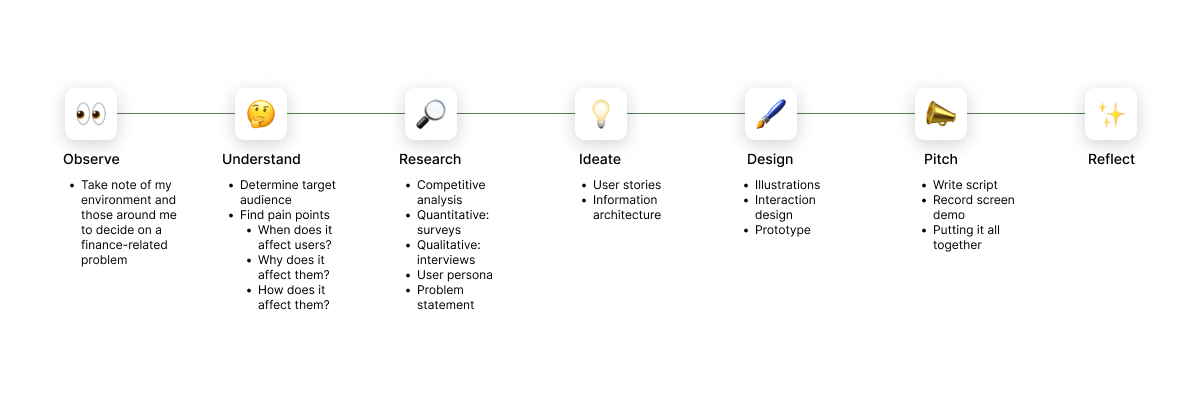 Observe
• Take note of my
environment and
those around me
to decide on a
finance-related
problem
Understand
• Determine target
audience
• Find pain points
• When does it
affect users?
• Why does it
affect them?
• How does it
affect them?
Research
• Competitive
analysis
• Quantitative:
surveys
• Qualitative:
interviews
• User persona
• Problem
statement
Ideate
• User stories
• Information
architecture
Design
• Illustrations
• Interaction
design
• Prototype
Pitch
• Write script
• Record screen
demo
• Putting it all
together
Reflect